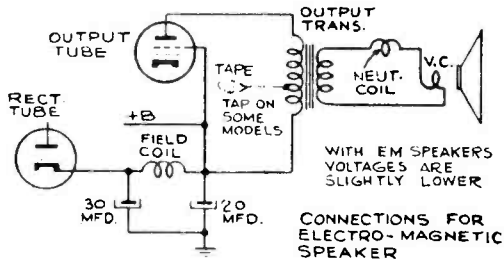 OUTPUT
TRANS.
OUTPUT
TUBE
TAPE
TAP ON
SOME
MODELS
NEUT.
COIL
V.C.
RECT.
TUBE
+B
FIELD
COIL
30
MFD.
20
MFD.
WITH EM SPEAKERS
VOLTAGES ARE
SLIGHTLY LOWER
CONNECTIONS FOR
ELECTRO-MAGNETIC
SPEAKER